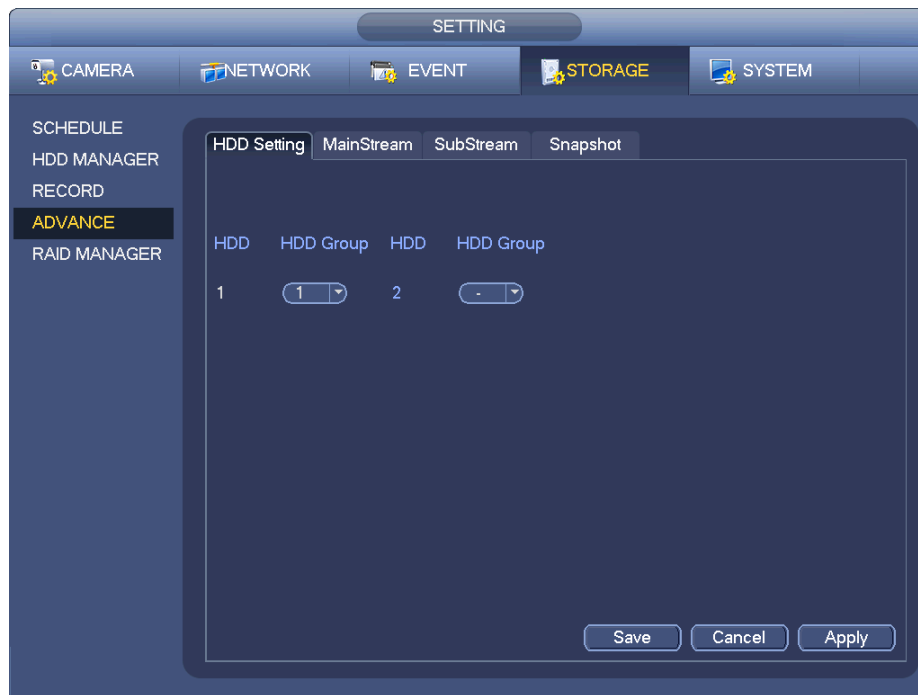 SETTING
CAMERA NETWORK EVENT STORAGE SYSTEM
SCHEDULE
HDD MANAGER
RECORD
ADVANCE
RAID MANAGER
HDD Setting MainStream SubStream Snapshot
HDD HDD Group HDD HDD Group
1 1 2 -
Save Cancel Apply